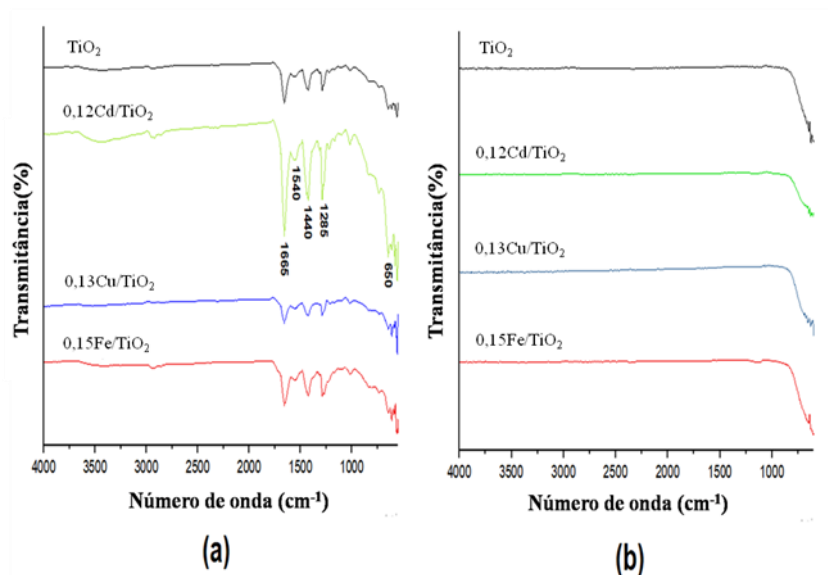 TiO₂
0,12Cd/TiO₂
1665
1540
1440
1285
650
0,13Cu/TiO₂
0,15Fe/TiO₂
Transmitância(%)
4000 3500 3000 2500 2000 1500 1000
Número de onda (cm⁻¹)
(a)
TiO₂
0,12Cd/TiO₂
0,13Cu/TiO₂
0,15Fe/TiO₂
Transmitância(%)
4000 3500 3000 2500 2000 1500 1000
Número de onda (cm⁻¹)
(b)